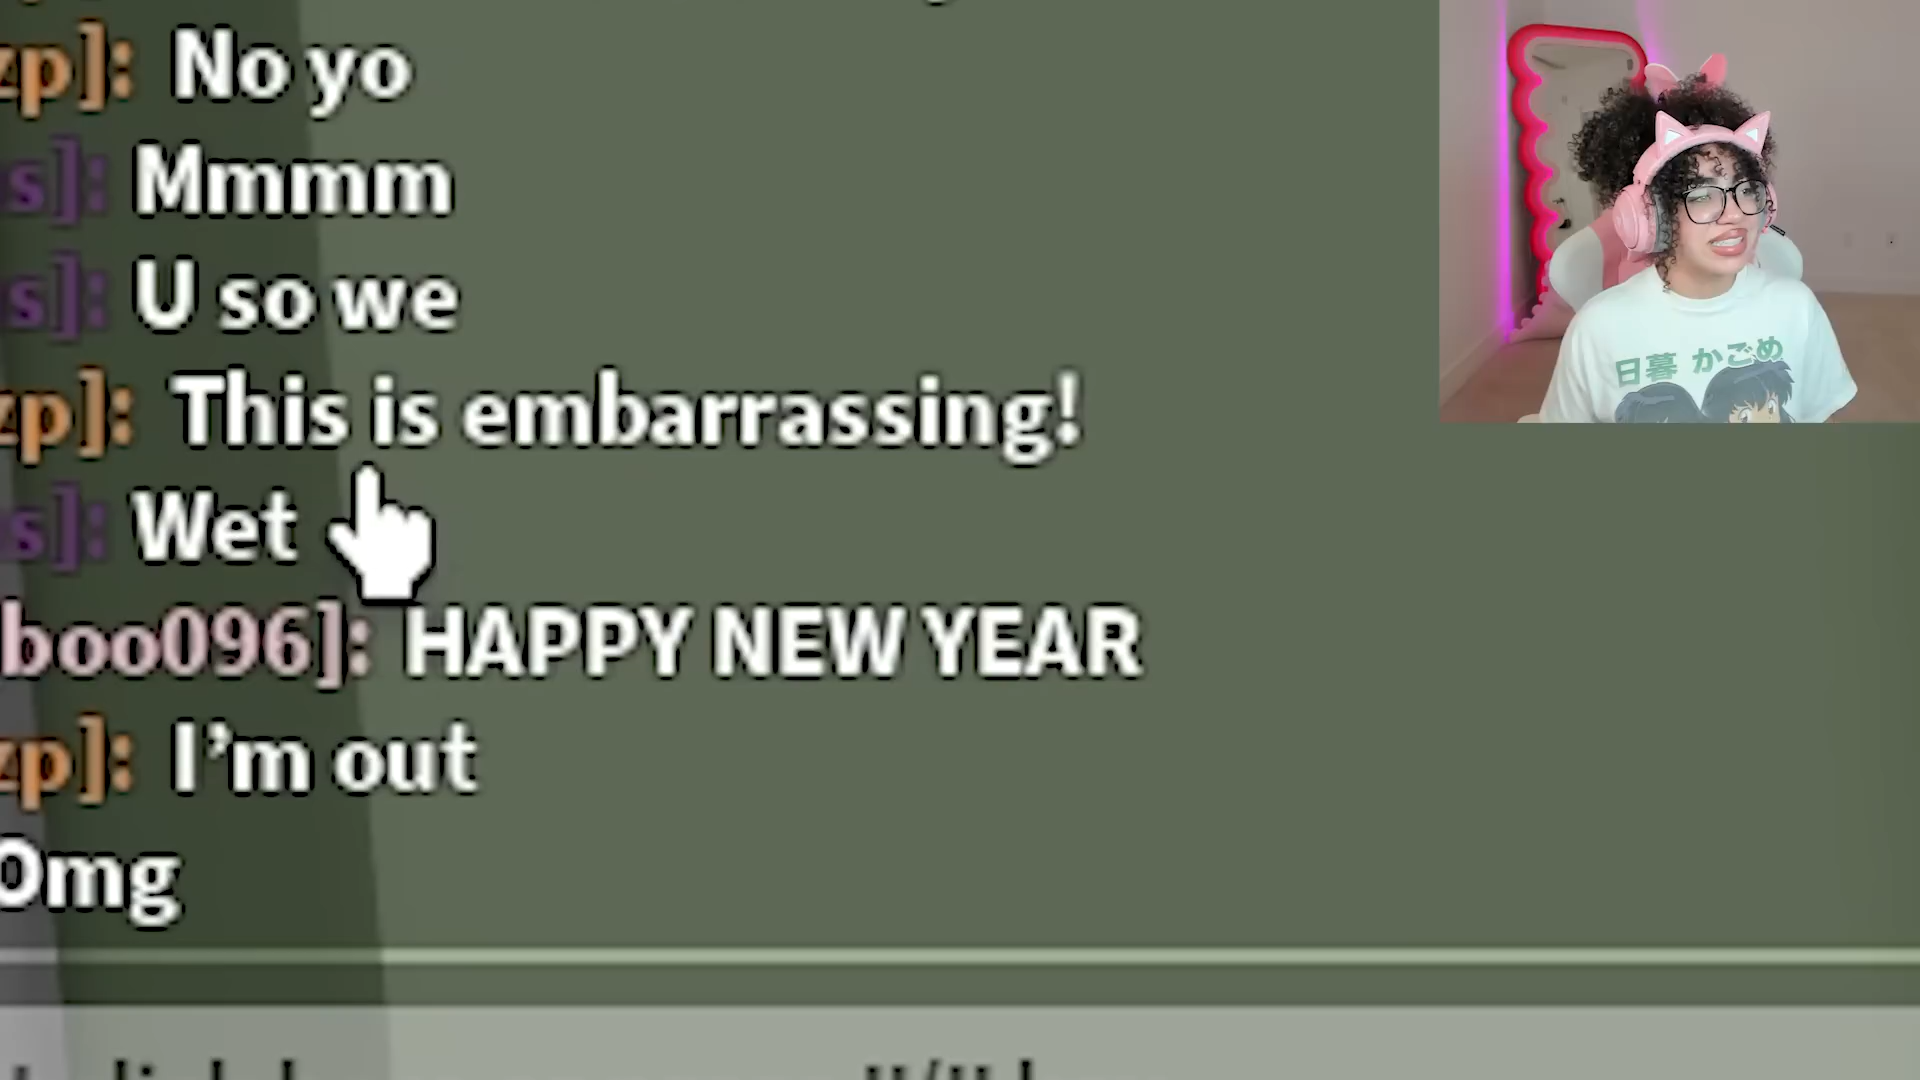 zp]: No yo
s]: Mmmm
s]: U so we
zp]: This is embarrassing!
s]: Wet
boo096]: HAPPY NEW YEAR
zp]: I’m out
Omg
日暮 かごめ